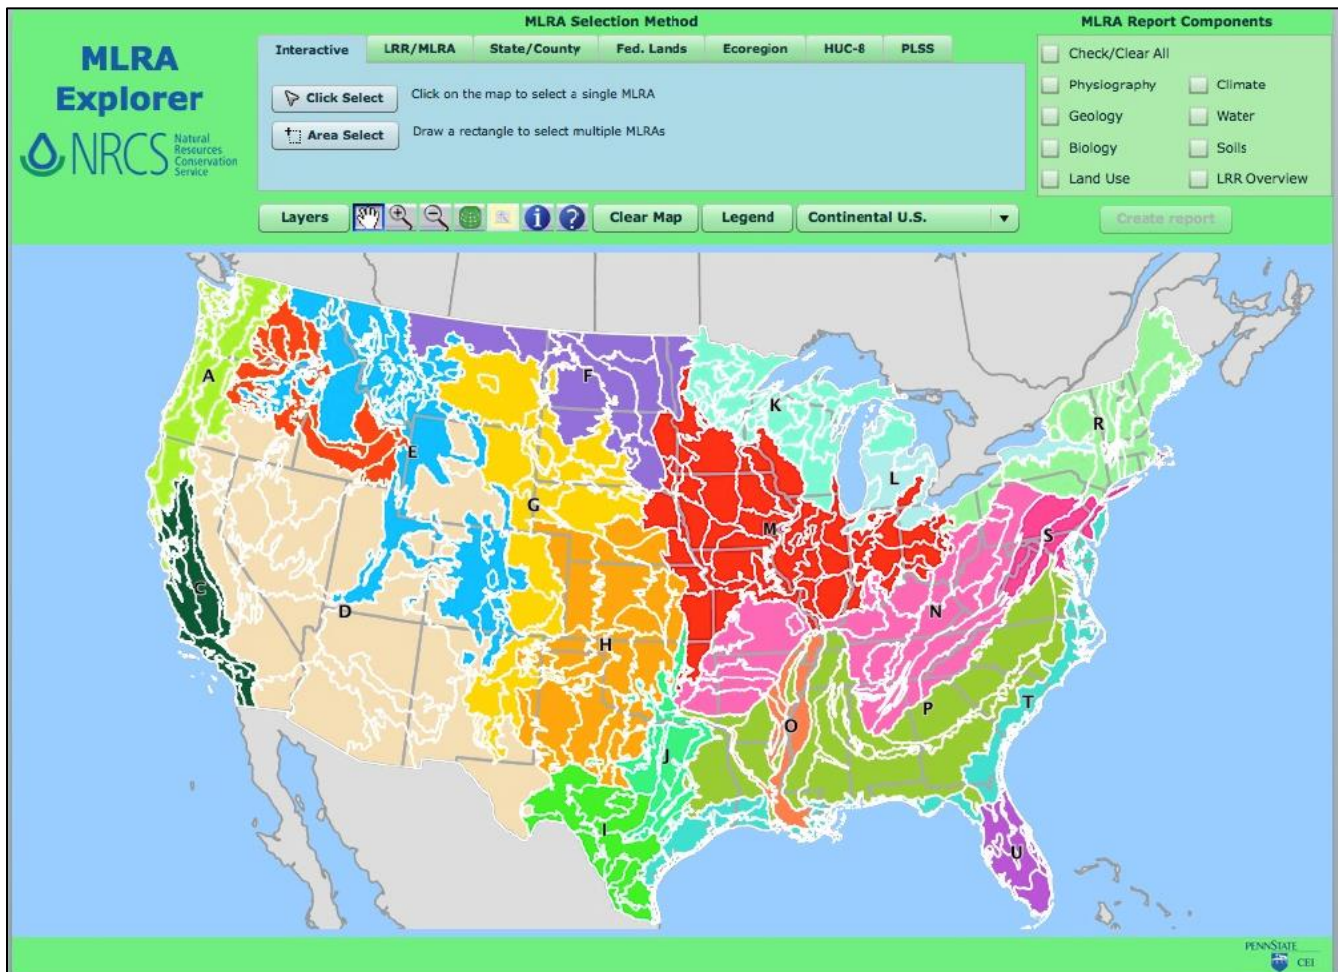 MLRA Selection Method
MLRA Report Components
MLRA
Explorer
NRCS
Natural
Resources
Conservation
Service
Interactive
LRR/MLRA
State/County
Fed. Lands
Ecoregion
HUC-8
PLSS
Click Select
Click on the map to select a single MLRA
Area Select
Draw a rectangle to select multiple MLRAs
Check/Clear All
Physiography
Climate
Geology
Water
Biology
Soils
Land Use
LRR Overview
Layers
i
?
Clear Map
Legend
Continental U.S.
Create report
A
F
K
R
E
L
G
M
S
C
D
N
H
P
T
O
J
I
U
PENNSTATE
CEI